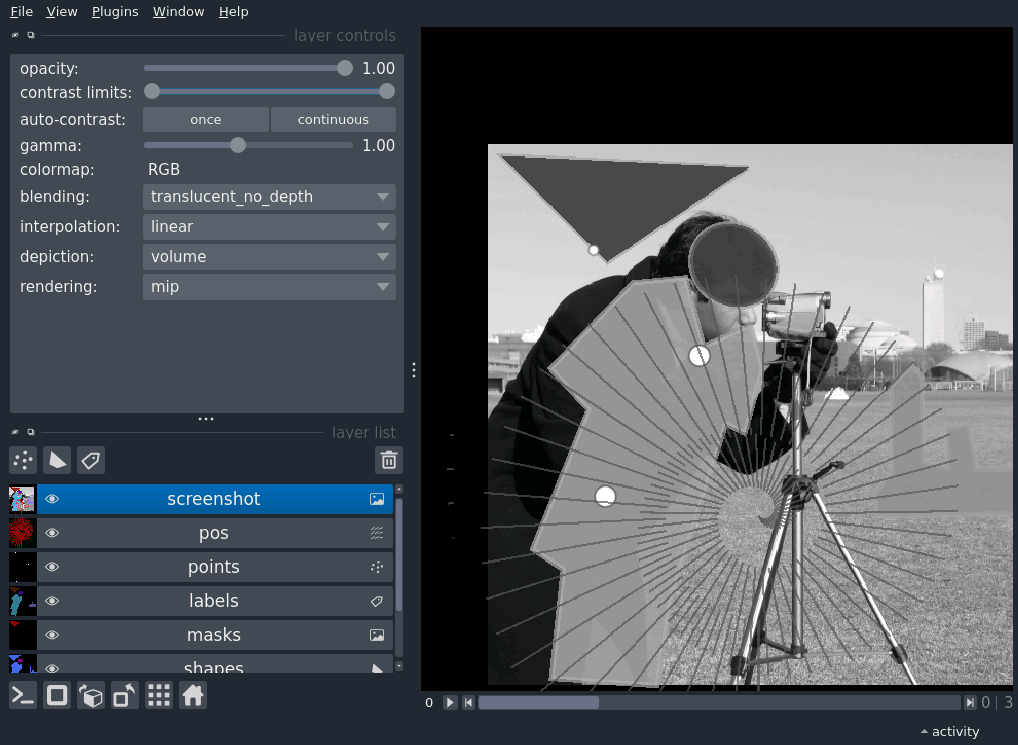 File View Plugins Window Help
layer controls
opacity: 1.00
contrast limits:
auto-contrast: once continuous
gamma: 1.00
colormap: RGB
blending: translucent_no_depth
interpolation: linear
depiction: volume
rendering: mip
layer list
screenshot
pos
points
labels
masks
shapes
0 0 | 3
activity